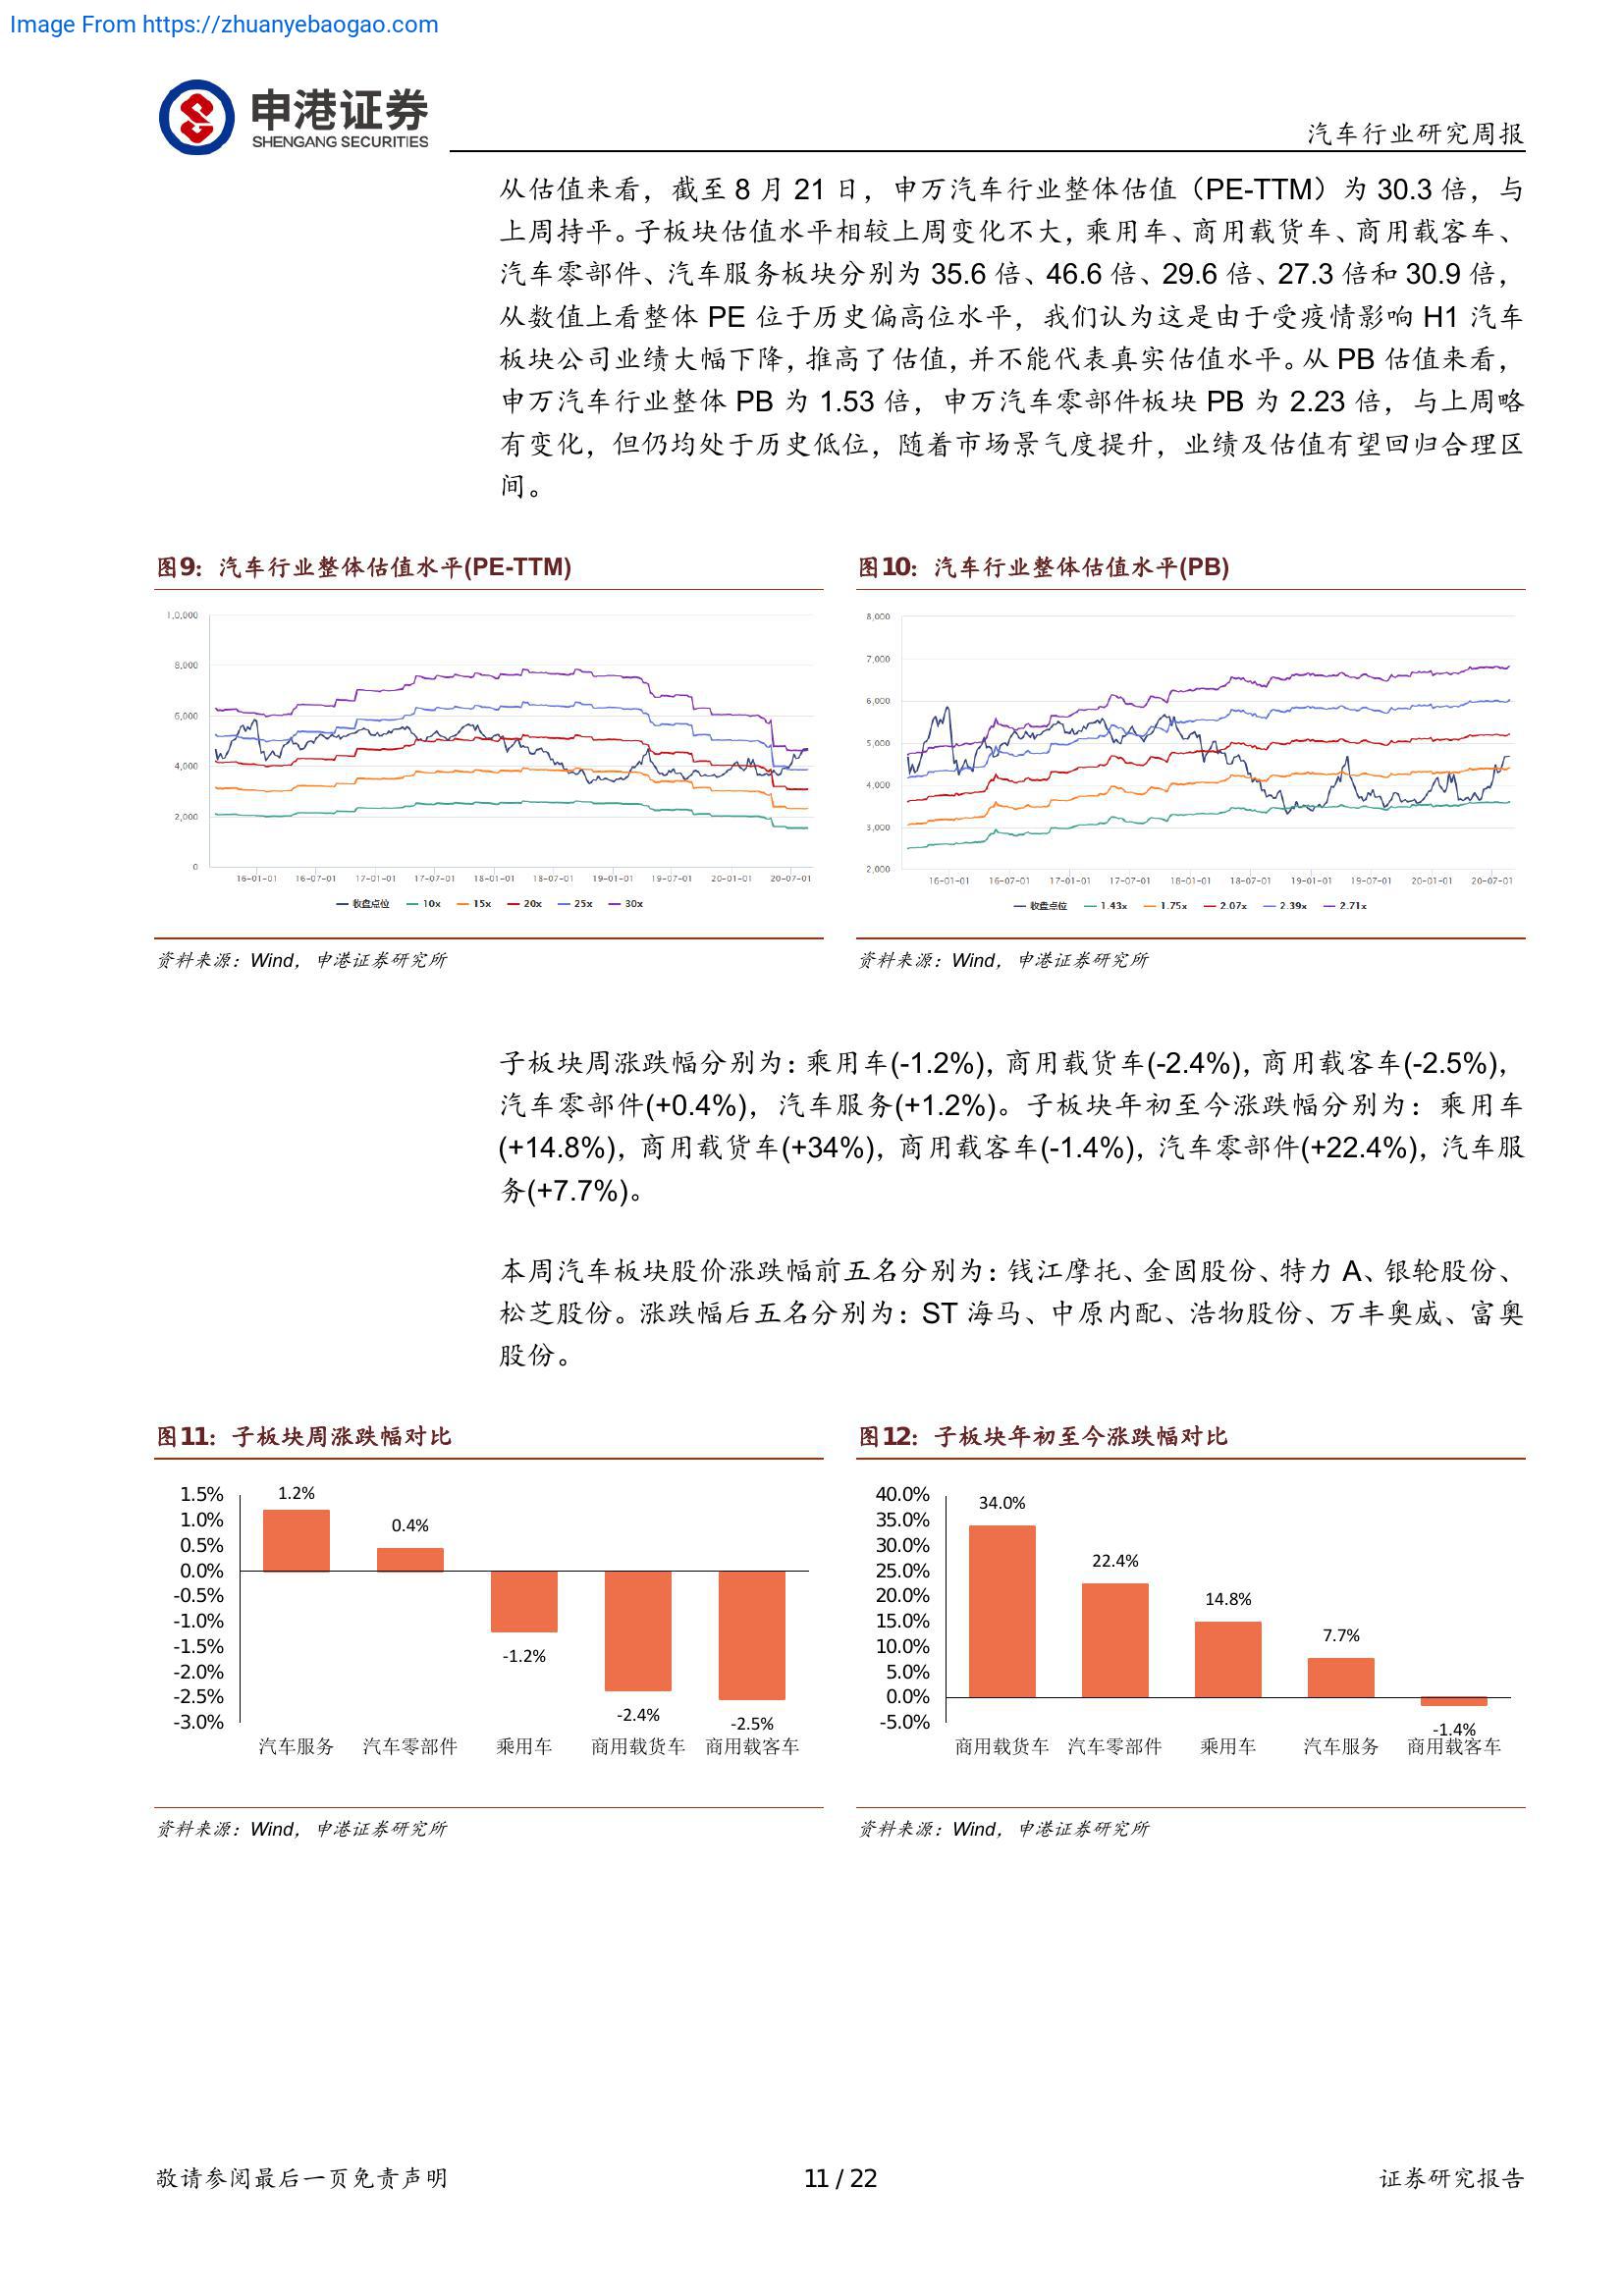 Image From https://zhuanyebaogao.com
申港证券
SHENGANG SECURITIES
汽车行业研究周报
从估值来看，截至 8 月 21 日，申万汽车行业整体估值（PE-TTM）为 30.3 倍，与
上周持平。子板块估值水平相较上周变化不大，乘用车、商用载货车、商用载客车、
汽车零部件、汽车服务板块分别为 35.6 倍、46.6 倍、29.6 倍、27.3 倍和 30.9 倍，
从数值上看整体 PE 位于历史偏高位水平，我们认为这是由于受疫情影响 H1 汽车
板块公司业绩大幅下降，推高了估值，并不能代表真实估值水平。从 PB 估值来看，
申万汽车行业整体 PB 为 1.53 倍，申万汽车零部件板块 PB 为 2.23 倍，与上周略
有变化，但仍均处于历史低位，随着市场景气度提升，业绩及估值有望回归合理区
间。
图9：汽车行业整体估值水平(PE-TTM)
1,0,000
8,000
6,000
4,000
2,000
0
16-01-01 16-07-01 17-01-01 17-07-01 18-01-01 18-07-01 19-01-01 19-07-01 20-01-01 20-07-01
收盘点位 10x 15x 20x 25x 30x
资料来源：Wind，申港证券研究所
图10：汽车行业整体估值水平(PB)
8,000
7,000
6,000
5,000
4,000
3,000
2,000
16-01-01 16-07-01 17-01-01 17-07-01 18-01-01 18-07-01 19-01-01 19-07-01 20-01-01 20-07-01
收盘点位 1.43x 1.75x 2.07x 2.39x 2.71x
资料来源：Wind，申港证券研究所
子板块周涨跌幅分别为：乘用车(-1.2%)，商用载货车(-2.4%)，商用载客车(-2.5%)，
汽车零部件(+0.4%)，汽车服务(+1.2%)。子板块年初至今涨跌幅分别为：乘用车
(+14.8%)，商用载货车(+34%)，商用载客车(-1.4%)，汽车零部件(+22.4%)，汽车服
务(+7.7%)。
本周汽车板块股价涨跌幅前五名分别为：钱江摩托、金固股份、特力 A、银轮股份、
松芝股份。涨跌幅后五名分别为：ST 海马、中原内配、浩物股份、万丰奥威、富奥
股份。
图11：子板块周涨跌幅对比
1.5%
1.0%
0.5%
0.0%
-0.5%
-1.0%
-1.5%
-2.0%
-2.5%
-3.0%
1.2%
0.4%
-1.2%
-2.4%
-2.5%
汽车服务 汽车零部件 乘用车 商用载货车 商用载客车
资料来源：Wind，申港证券研究所
图12：子板块年初至今涨跌幅对比
40.0%
35.0%
30.0%
25.0%
20.0%
15.0%
10.0%
5.0%
0.0%
-5.0%
34.0%
22.4%
14.8%
7.7%
-1.4%
商用载货车 汽车零部件 乘用车 汽车服务 商用载客车
资料来源：Wind，申港证券研究所
敬请参阅最后一页免责声明
11 / 22
证券研究报告